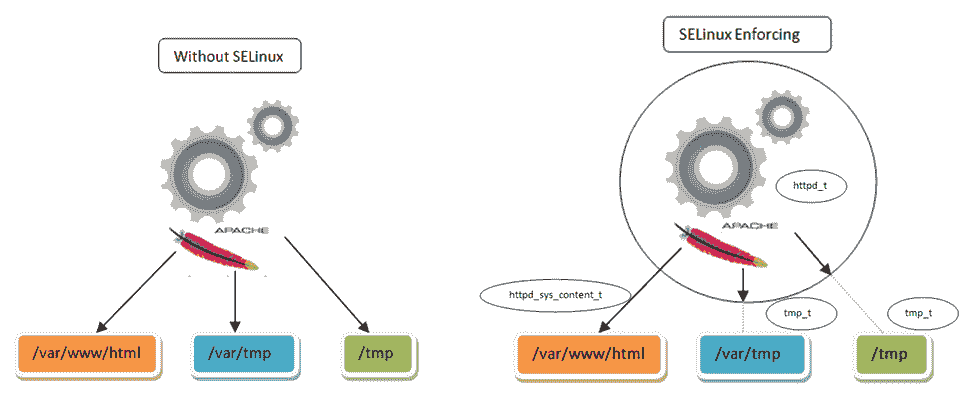 Without SELinux
APACHE
/var/www/html
/var/tmp
/tmp
SELinux Enforcing
httpd_t
APACHE
httpd_sys_content_t
tmp_t
tmp_t
/var/www/html
/var/tmp
/tmp